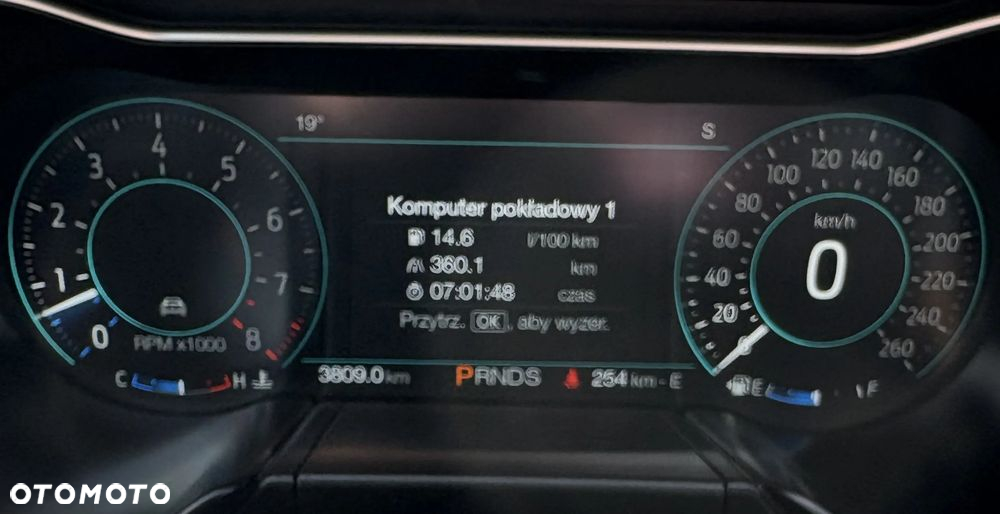 19°
S
4
3
5
2
6
1
7
0
8
RPM x1000
C
H
Komputer pokładowy 1
14.6 l/100 km
360.1 km
07:01:48 czas
Przytrz. OK, aby wyzer.
3809.0 km
PRNDS
254 km - E
120 140
100 160
80 180
60 200
40 220
20 240
0 260
km/h
0
E
F
OTOMOTO